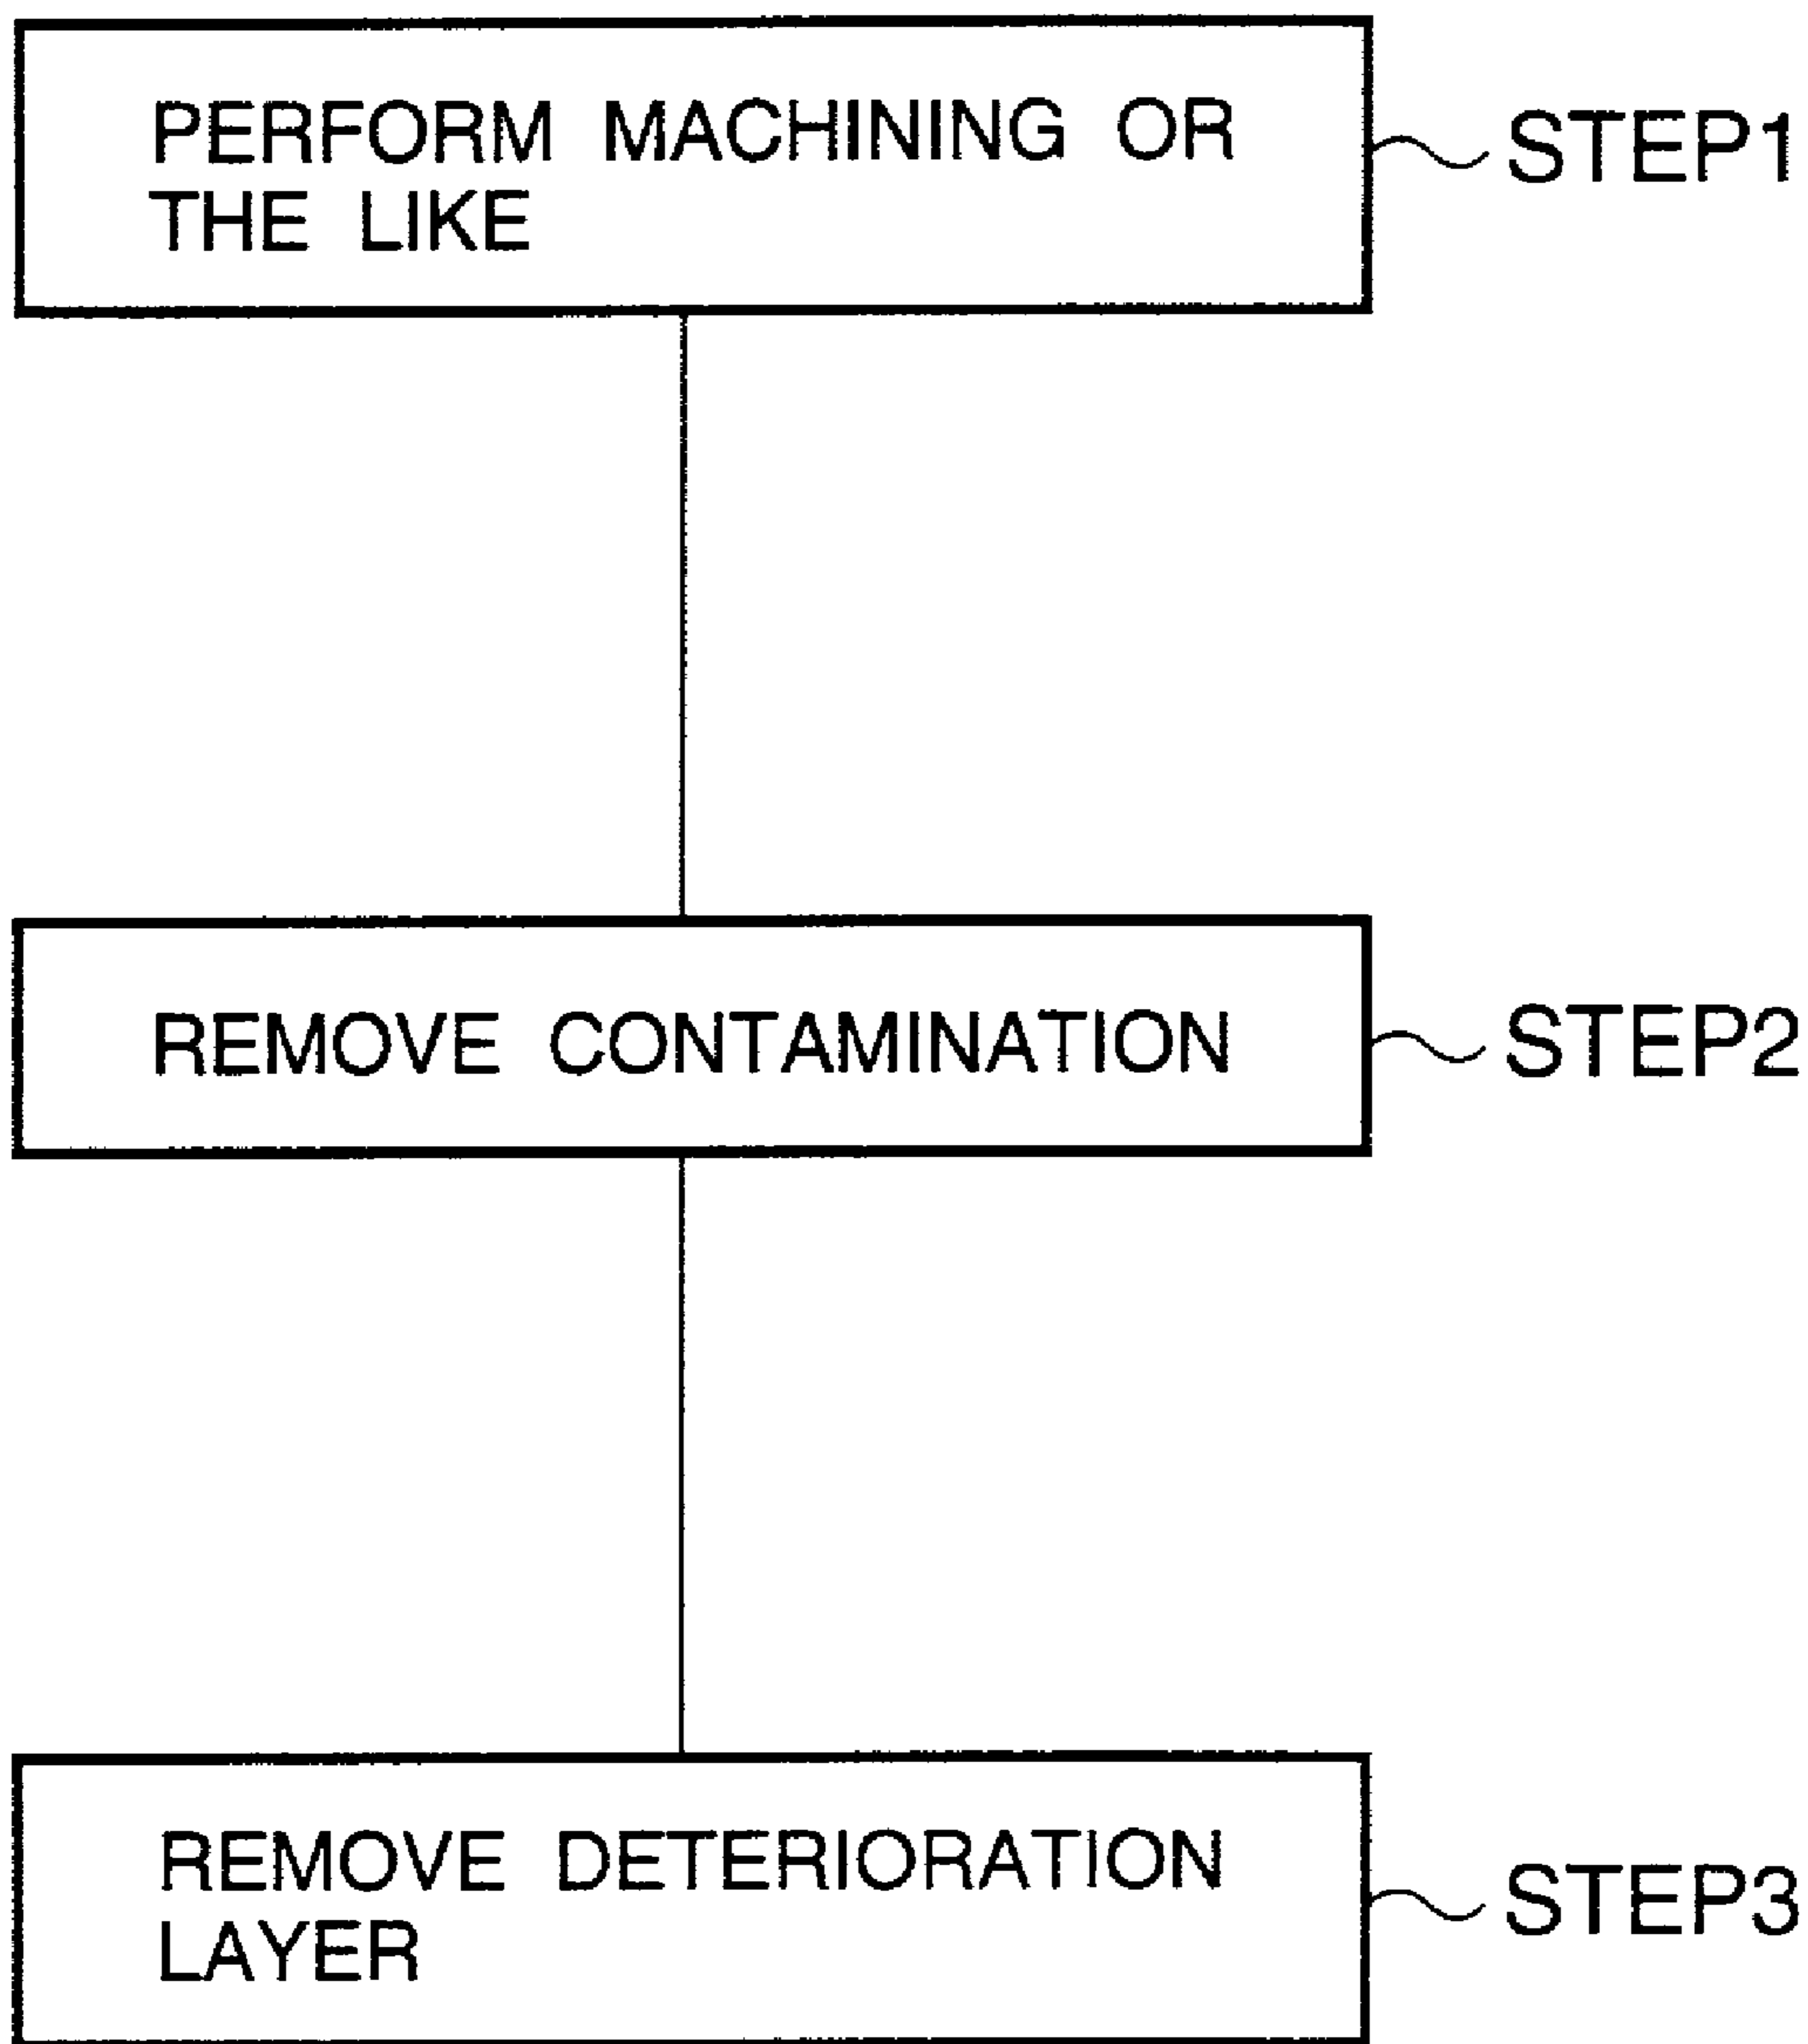 PERFORM MACHINING OR
THE LIKE
STEP1
REMOVE CONTAMINATION
STEP2
REMOVE DETERIORATION
LAYER
STEP3